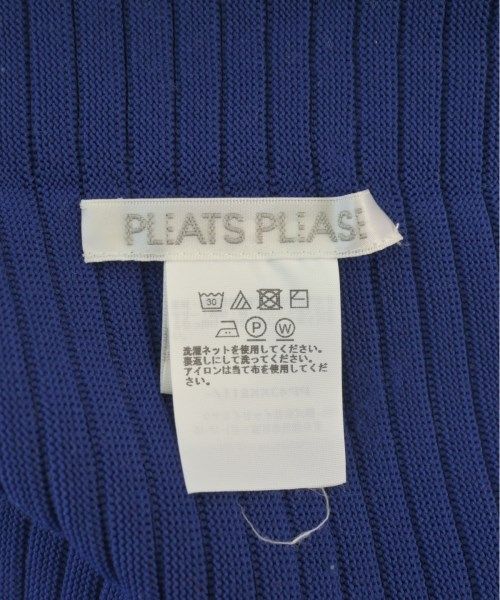 PLEATS PLEASE
30
P W
洗濯ネットを使用してください。
裏返しにして洗ってください。
アイロンは当て布を使用してください。